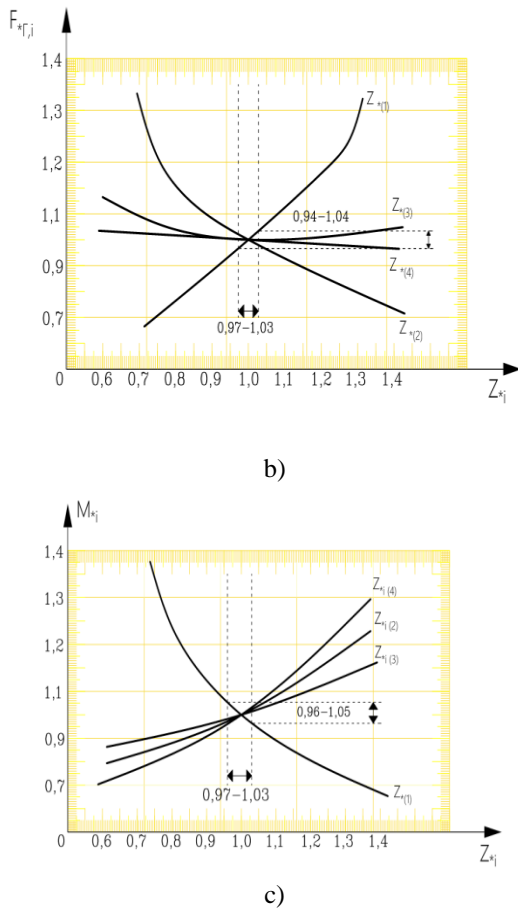 F*Г,i
1,4
1,3
Z*(1)
1,2
1,1
0,94–1,04
Z*(3)
0,9
Z*(4)
0,7
0,97–1,03
Z*(2)
0 0,6 0,7 0,8 0,9 1,0 1,1 1,2 1,3 1,4 Z*i
b)
M*i
1,4
1,3
Z*i(4)
1,2
Z*i(2)
1,1
Z*i(3)
0,96–1,05
0,9
0,7
0,97–1,03
Z*(1)
0 0,6 0,7 0,8 0,9 1,0 1,1 1,2 1,3 1,4 Z*i
c)